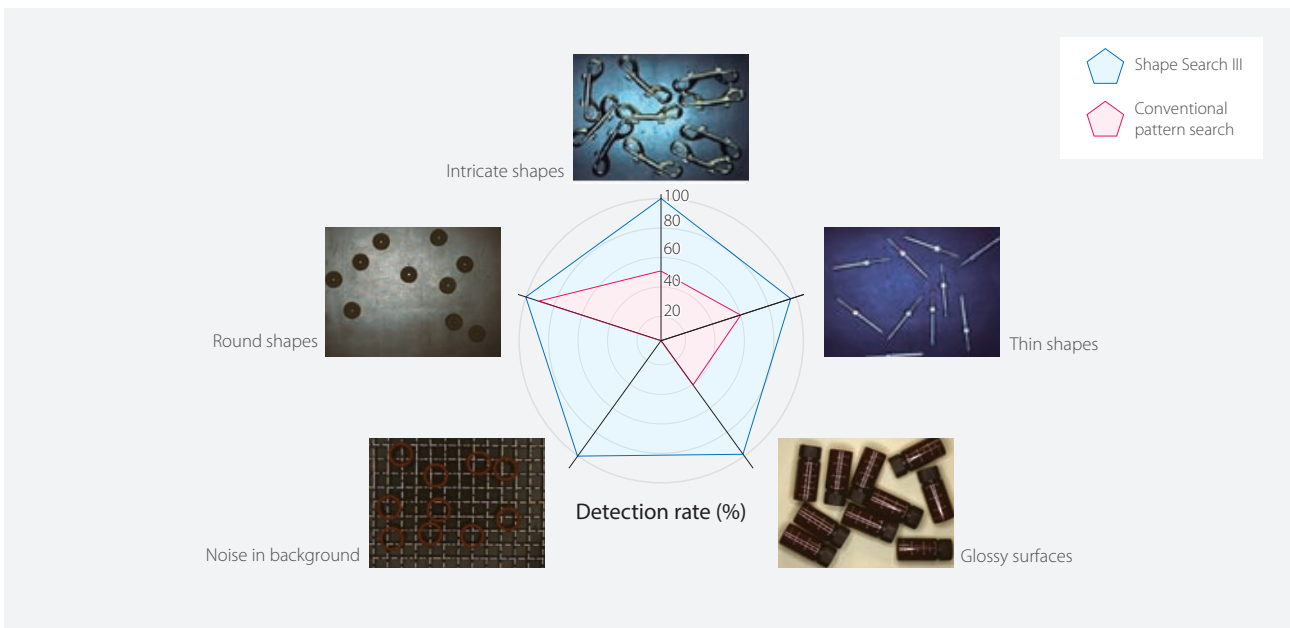 Shape Search III
Conventional
pattern search
Intricate shapes
100
80
60
40
20
Round shapes
Thin shapes
Detection rate (%)
Noise in background
Glossy surfaces